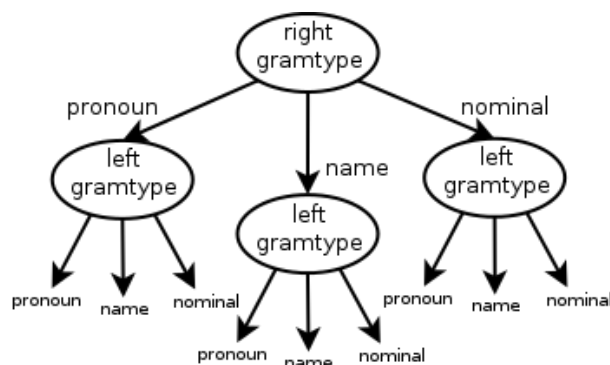 right
gramtype
pronoun
nominal
name
left
gramtype
left
gramtype
left
gramtype
pronoun
name
nominal
pronoun
name
nominal
pronoun
name
nominal